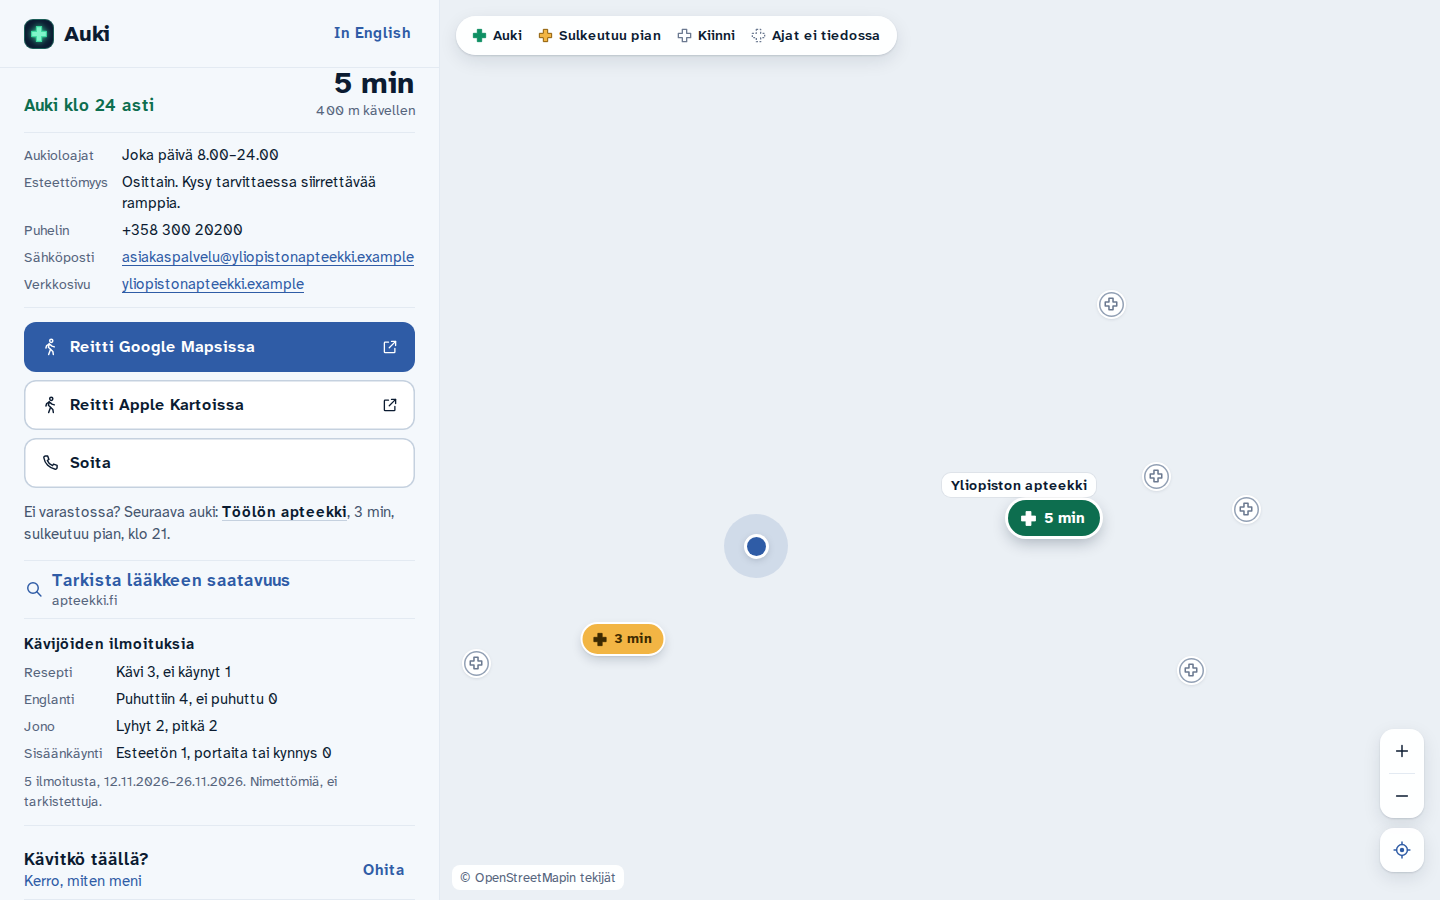 Auki
In English
5 min
Auki klo 24 asti
400 m kävellen
Aukioloajat Joka päivä 8.00–24.00
Esteettömyys Osittain. Kysy tarvittaessa siirrettävää
ramppia.
Puhelin +358 300 20200
Sähköposti asiakaspalvelu@yliopistonapteekki.example
Verkkosivu yliopistonapteekki.example
Reitti Google Mapsissa
Reitti Apple Kartoissa
Soita
Ei varastossa? Seuraava auki: Töölön apteekki, 3 min,
sulkeutuu pian, klo 21.
Tarkista lääkkeen saatavuus
apteekki.fi
Kävijöiden ilmoituksia
Resepti Kävi 3, ei käynyt 1
Englanti Puhuttiin 4, ei puhuttu 0
Jono Lyhyt 2, pitkä 2
Sisäänkäynti Esteetön 1, portaita tai kynnys 0
5 ilmoitusta, 12.11.2026–26.11.2026. Nimettömiä, ei
tarkistettuja.
Kävitkö täällä?
Kerro, miten meni
Ohita
Auki Sulkeutuu pian Kiinni Ajat ei tiedossa
Yliopiston apteekki
5 min
3 min
+
−
© OpenStreetMapin tekijät